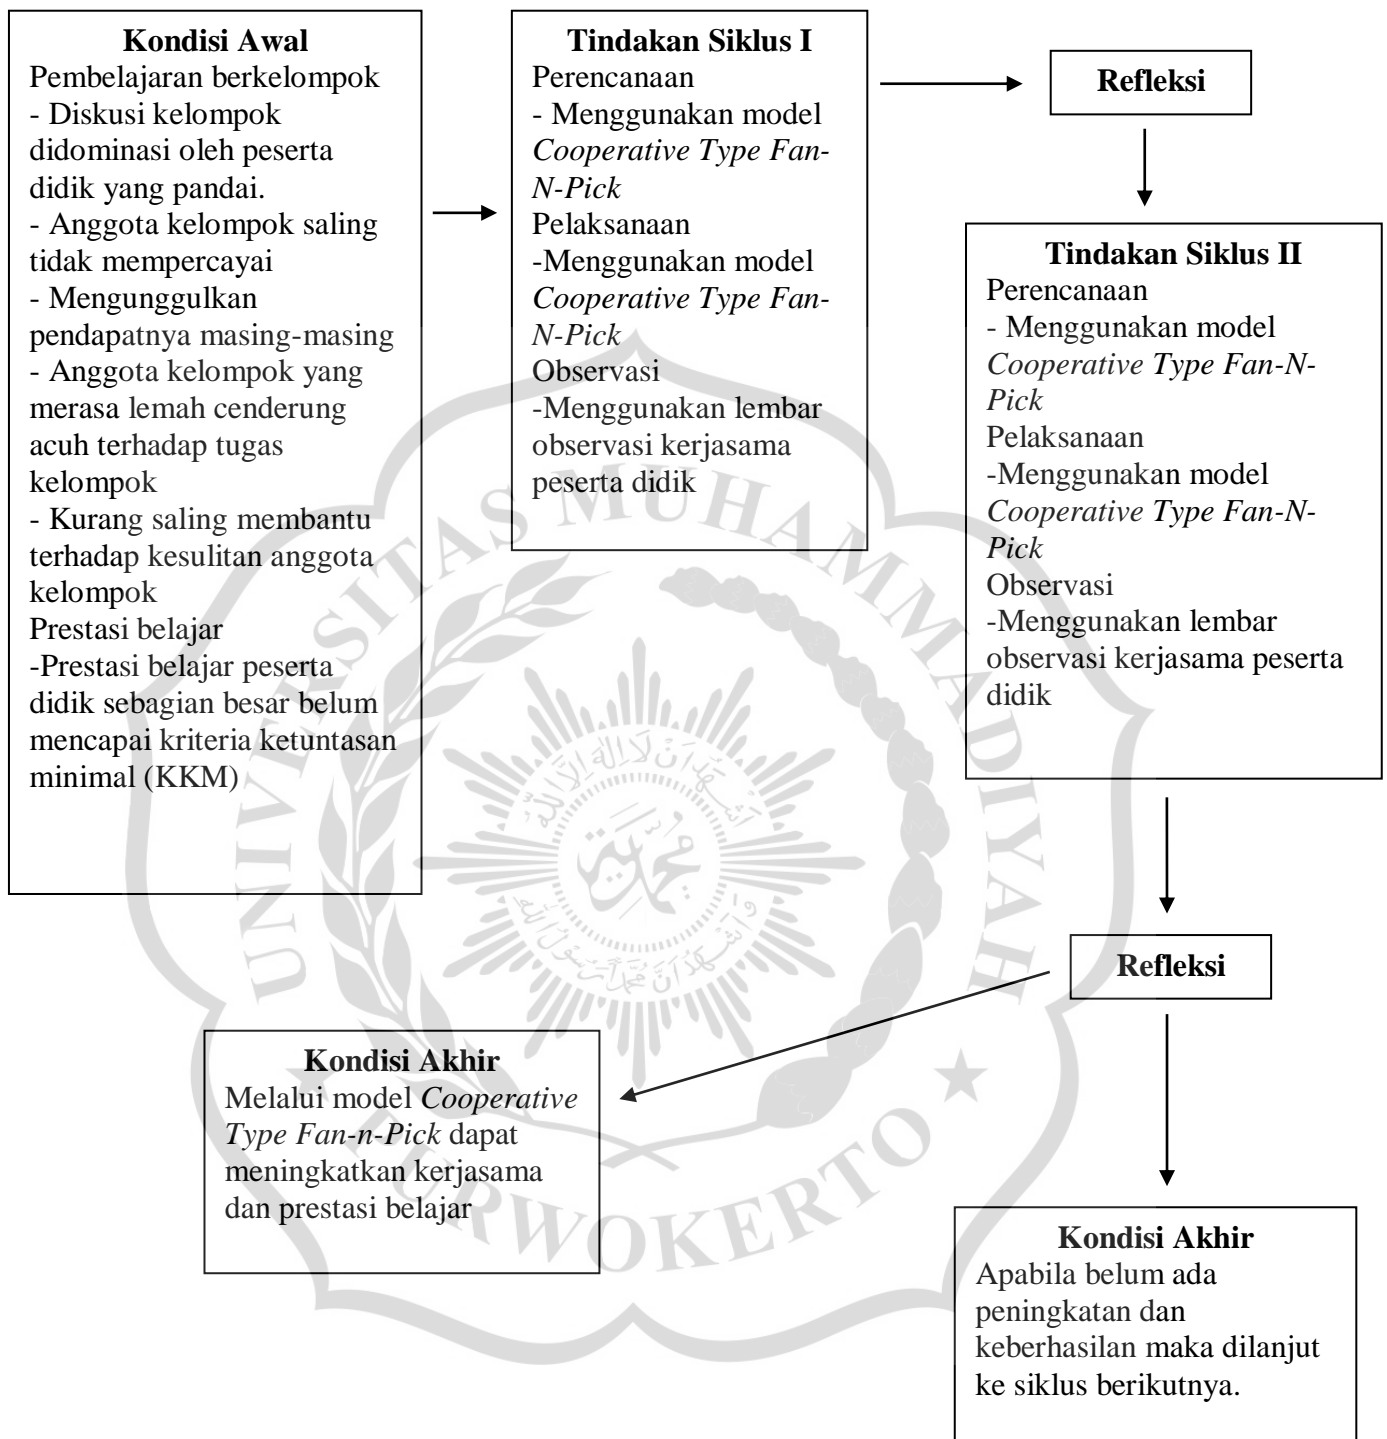 Kondisi Awal
Pembelajaran berkelompok
- Diskusi kelompok
didominasi oleh peserta
didik yang pandai.
- Anggota kelompok saling
tidak mempercayai
- Mengunggulkan
pendapatnya masing-masing
- Anggota kelompok yang
merasa lemah cenderung
acuh terhadap tugas
kelompok
- Kurang saling membantu
terhadap kesulitan anggota
kelompok
Prestasi belajar
-Prestasi belajar peserta
didik sebagian besar belum
mencapai kriteria ketuntasan
minimal (KKM)
Tindakan Siklus I
Perencanaan
- Menggunakan model
Cooperative Type Fan-
N-Pick
Pelaksanaan
-Menggunakan model
Cooperative Type Fan-
N-Pick
Observasi
-Menggunakan lembar
observasi kerjasama
peserta didik
Refleksi
Tindakan Siklus II
Perencanaan
- Menggunakan model
Cooperative Type Fan-N-
Pick
Pelaksanaan
-Menggunakan model
Cooperative Type Fan-N-
Pick
Observasi
-Menggunakan lembar
observasi kerjasama peserta
didik
Refleksi
Kondisi Akhir
Melalui model Cooperative
Type Fan-n-Pick dapat
meningkatkan kerjasama
dan prestasi belajar
Kondisi Akhir
Apabila belum ada
peningkatan dan
keberhasilan maka dilanjut
ke siklus berikutnya.
UNIVERSITAS MUHAMMADIYAH
PURWOKERTO